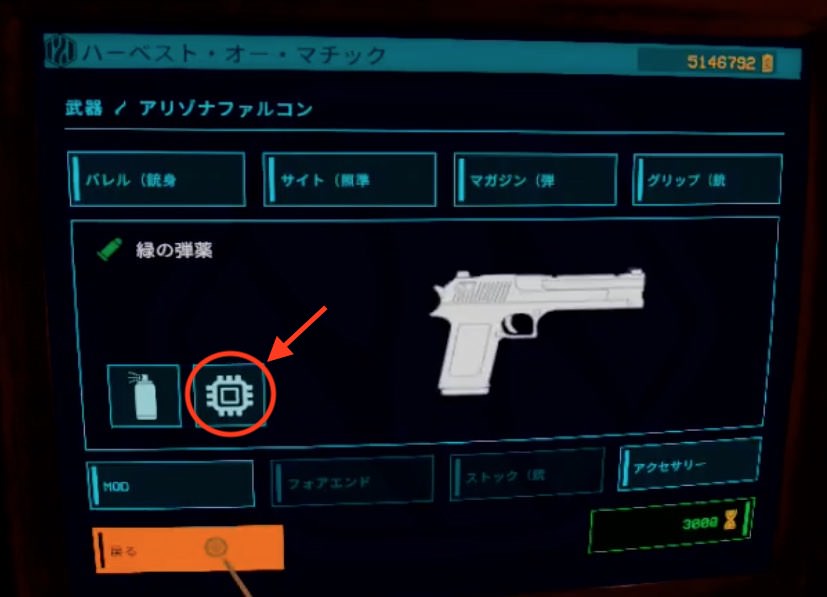 ハーベスト・オー・マチック
5146792
武器 / アリゾナファルコン
バレル（銃身
サイト（照準
マガジン（弾
グリップ（銃
緑の弾薬
MOD
フォアエンド
ストック（銃
アクセサリー
戻る
3000